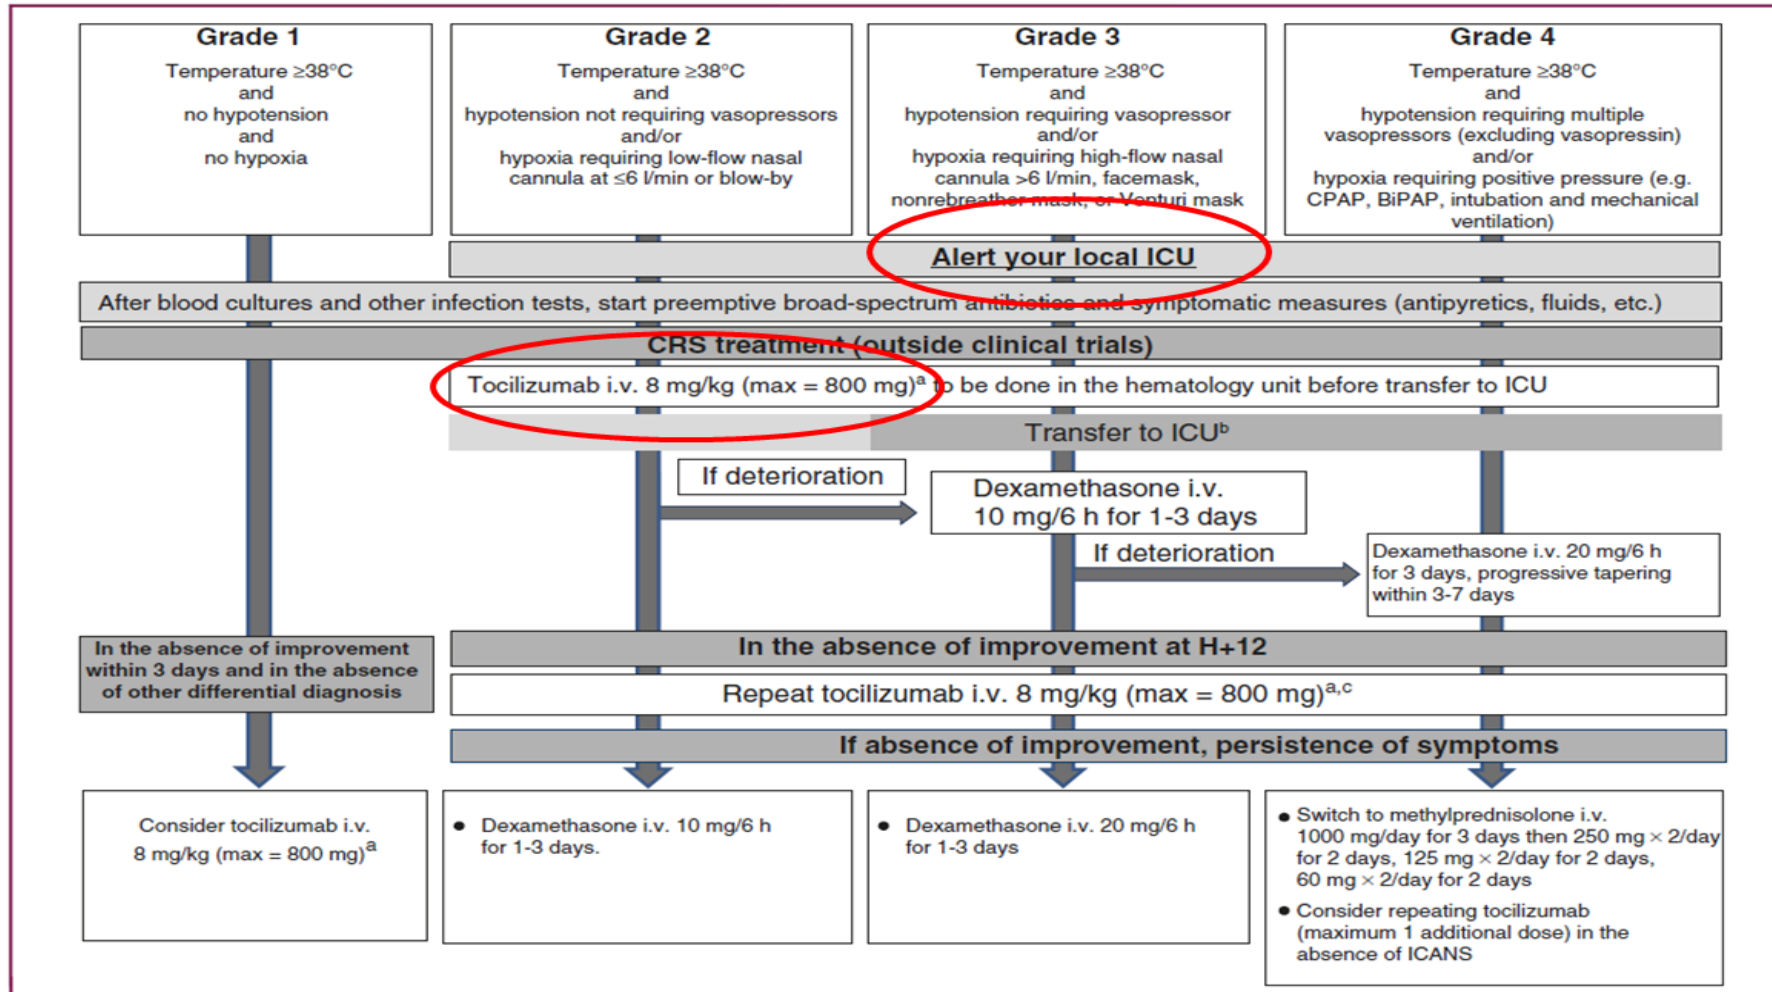 Grade 1
Temperature ≥38°C
and
no hypotension
and
no hypoxia
Grade 2
Temperature ≥38°C
and
hypotension not requiring vasopressors
and/or
hypoxia requiring low-flow nasal
cannula at ≤6 l/min or blow-by
Grade 3
Temperature ≥38°C
and
hypotension requiring vasopressor
and/or
hypoxia requiring high-flow nasal
cannula >6 l/min, facemask,
nonrebreather mask, or Venturi mask
Grade 4
Temperature ≥38°C
and
hypotension requiring multiple
vasopressors (excluding vasopressin)
and/or
hypoxia requiring positive pressure (e.g.
CPAP, BiPAP, intubation and mechanical
ventilation)
Alert your local ICU
After blood cultures and other infection tests, start preemptive broad-spectrum antibiotics and symptomatic measures (antipyretics, fluids, etc.)
CRS treatment (outside clinical trials)
Tocilizumab i.v. 8 mg/kg (max = 800 mg)ᵃ to be done in the hematology unit before transfer to ICU
Transfer to ICUᵇ
If deterioration
Dexamethasone i.v.
10 mg/6 h for 1-3 days
If deterioration
Dexamethasone i.v. 20 mg/6 h
for 3 days, progressive tapering
within 3-7 days
In the absence of improvement
within 3 days and in the absence
of other differential diagnosis
In the absence of improvement at H+12
Repeat tocilizumab i.v. 8 mg/kg (max = 800 mg)ᵃ,ᶜ
If absence of improvement, persistence of symptoms
Consider tocilizumab i.v.
8 mg/kg (max = 800 mg)ᵃ
● Dexamethasone i.v. 10 mg/6 h
for 1-3 days.
● Dexamethasone i.v. 20 mg/6 h
for 1-3 days
● Switch to methylprednisolone i.v.
1000 mg/day for 3 days then 250 mg × 2/day
for 2 days, 125 mg × 2/day for 2 days,
60 mg × 2/day for 2 days
● Consider repeating tocilizumab
(maximum 1 additional dose) in the
absence of ICANS